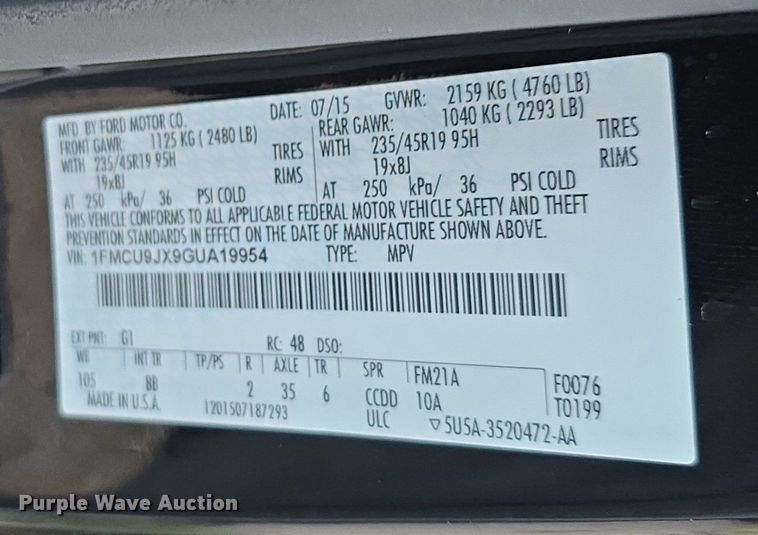 MFD. BY FORD MOTOR CO. DATE: 07/15 GVWR: 2159 KG ( 4760 LB)
FRONT GAWR: 1125 KG ( 2480 LB) REAR GAWR: 1040 KG ( 2293 LB)
WITH 235/45R19 95H TIRES WITH 235/45R19 95H TIRES
19x8J RIMS 19x8J RIMS
AT 250 kPa/ 36 PSI COLD AT 250 kPa/ 36 PSI COLD
THIS VEHICLE CONFORMS TO ALL APPLICABLE FEDERAL MOTOR VEHICLE SAFETY AND THEFT
PREVENTION STANDARDS IN EFFECT ON THE DATE OF MANUFACTURE SHOWN ABOVE.
VIN: 1FMCU9JX9GUA19954 TYPE: MPV
EXT PNT: G1 RC: 48 DSO:
WB INT TR TP/PS R AXLE TR SPR FM21A F0076
105 BB 2 35 6 CCDD 10A T0199
MADE IN U.S.A. 1201507187293 ULC ▽5U5A-3520472-AA
Purple Wave Auction